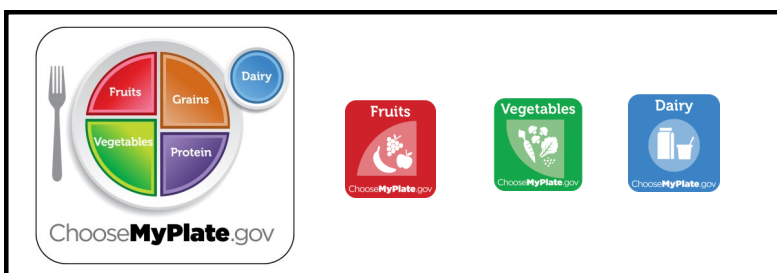 Fruits
Grains
Dairy
Vegetables
Protein
ChooseMyPlate.gov
Fruits
ChooseMyPlate.gov
Vegetables
ChooseMyPlate.gov
Dairy
ChooseMyPlate.gov